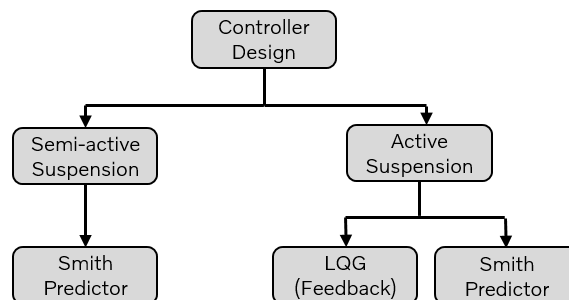 Controller
Design
Semi-active
Suspension
Active
Suspension
Smith
Predictor
LQG
(Feedback)
Smith
Predictor